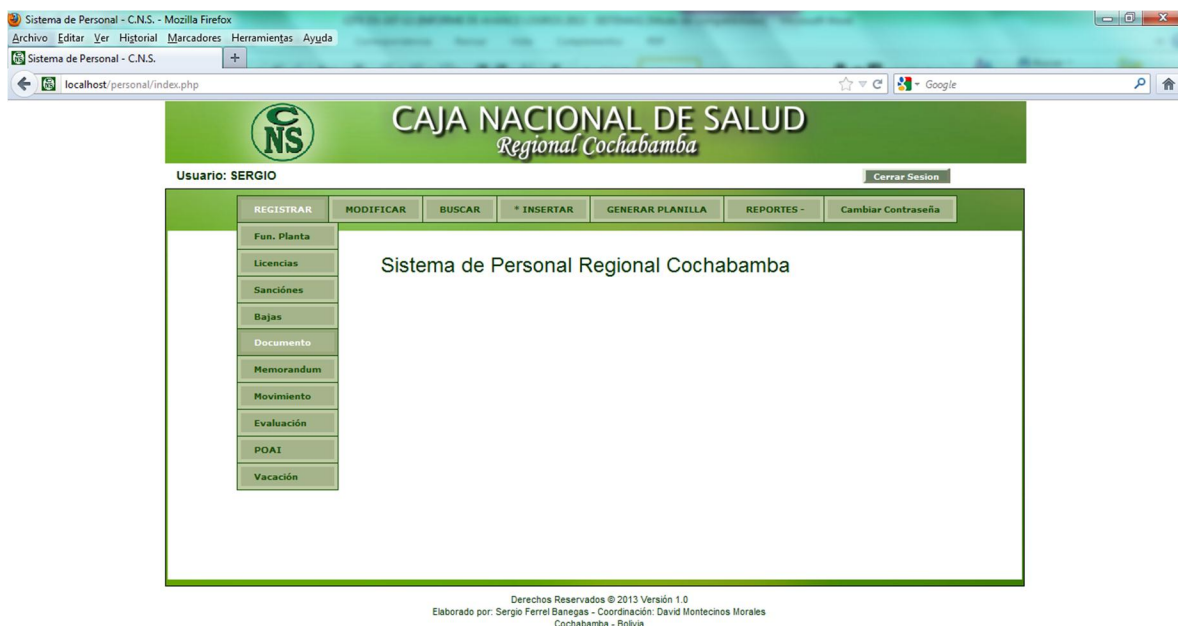 Sistema de Personal - C.N.S. - Mozilla Firefox
Archivo Editar Ver Historial Marcadores Herramientas Ayuda
Sistema de Personal - C.N.S. +
localhost/personal/index.php Google
CNS
CAJA NACIONAL DE SALUD
Regional Cochabamba
Usuario: SERGIO Cerrar Sesion
REGISTRAR MODIFICAR BUSCAR * INSERTAR GENERAR PLANILLA REPORTES - Cambiar Contraseña
Fun. Planta
Licencias
Sanciónes
Bajas
Documento
Memorandum
Movimiento
Evaluación
POAI
Vacación
Sistema de Personal Regional Cochabamba
Derechos Reservados © 2013 Versión 1.0
Elaborado por: Sergio Ferrel Banegas - Coordinación: David Montecinos Morales
Cochabamba - Bolivia